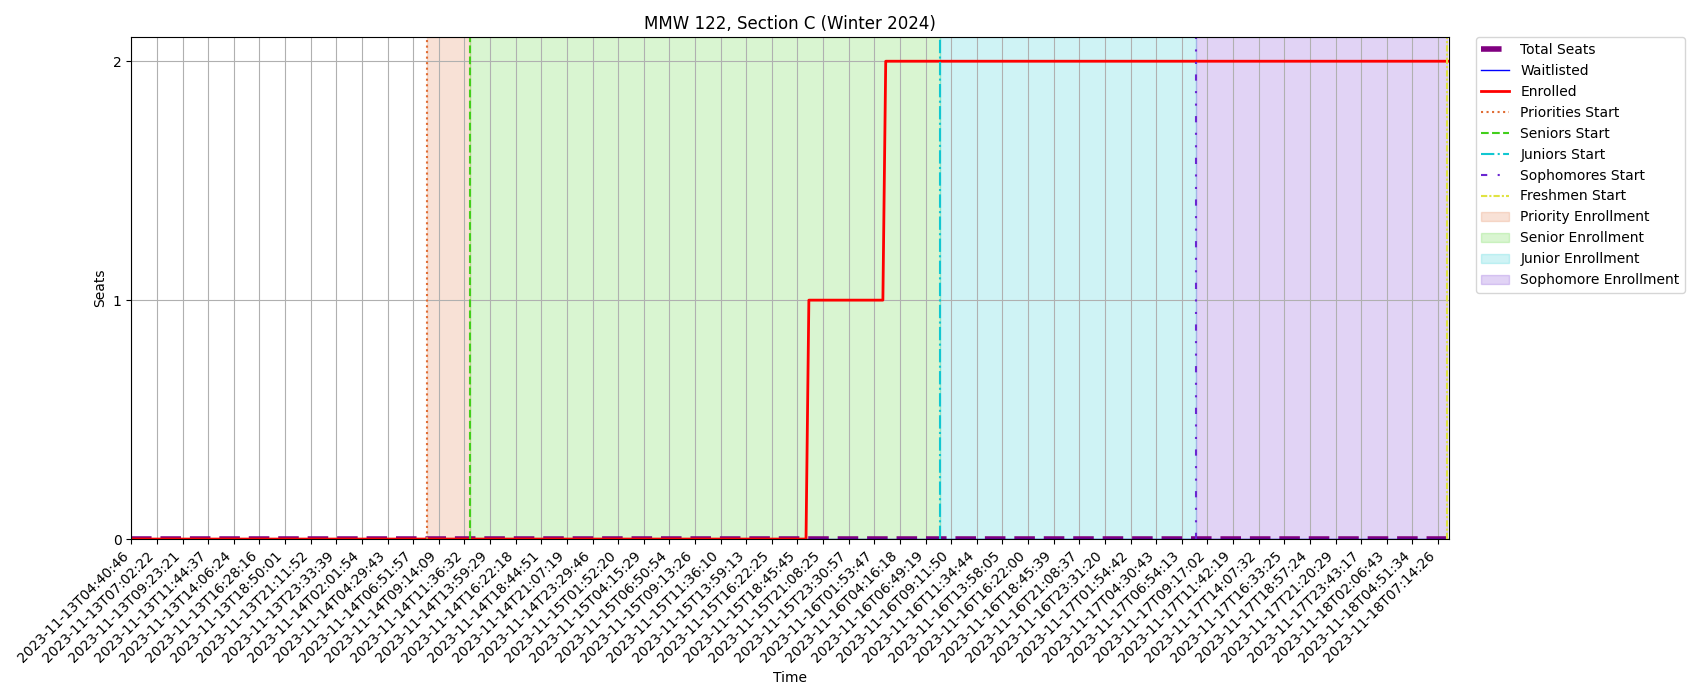 MMW 122, Section C (Winter 2024)
Seats
2
1
0
2023-11-13T04:40:46
2023-11-13T07:02:22
2023-11-13T09:23:21
2023-11-13T11:44:37
2023-11-13T14:06:24
2023-11-13T16:28:16
2023-11-13T18:50:01
2023-11-13T21:11:52
2023-11-13T23:33:39
2023-11-14T02:01:54
2023-11-14T04:29:43
2023-11-14T06:51:57
2023-11-14T09:14:09
2023-11-14T11:36:32
2023-11-14T13:59:29
2023-11-14T16:22:18
2023-11-14T18:44:51
2023-11-14T21:07:19
2023-11-14T23:29:46
2023-11-15T01:52:20
2023-11-15T04:15:29
2023-11-15T06:50:54
2023-11-15T09:13:26
2023-11-15T11:36:10
2023-11-15T13:59:13
2023-11-15T16:22:25
2023-11-15T18:45:45
2023-11-15T21:08:25
2023-11-15T23:30:57
2023-11-16T01:53:47
2023-11-16T04:16:18
2023-11-16T06:49:19
2023-11-16T09:11:50
2023-11-16T11:34:44
2023-11-16T13:58:05
2023-11-16T16:22:00
2023-11-16T18:45:39
2023-11-16T21:08:37
2023-11-16T23:31:20
2023-11-17T01:54:42
2023-11-17T04:30:43
2023-11-17T06:54:13
2023-11-17T09:17:02
2023-11-17T11:42:19
2023-11-17T14:07:32
2023-11-17T16:33:25
2023-11-17T18:57:24
2023-11-17T21:20:29
2023-11-17T23:43:17
2023-11-18T02:06:43
2023-11-18T04:51:34
2023-11-18T07:14:26
Time
Total Seats
Waitlisted
Enrolled
Priorities Start
Seniors Start
Juniors Start
Sophomores Start
Freshmen Start
Priority Enrollment
Senior Enrollment
Junior Enrollment
Sophomore Enrollment